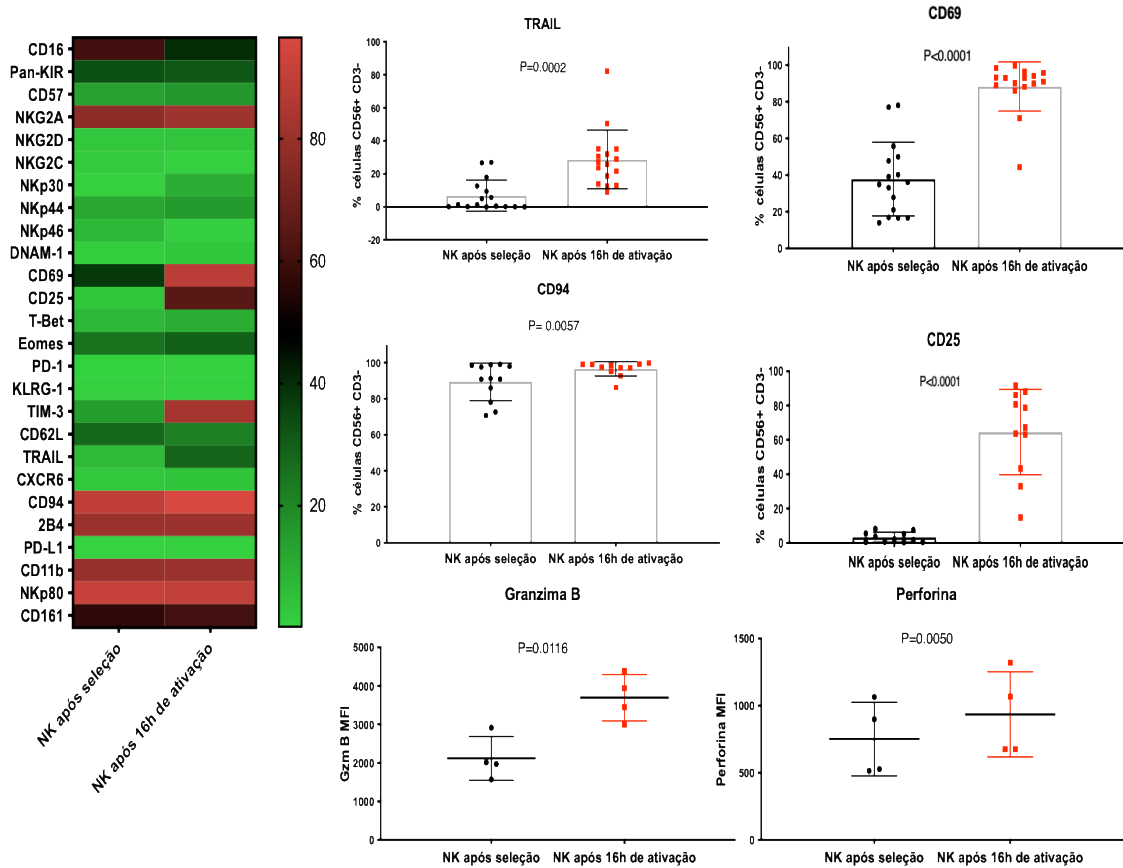 CD16
Pan-KIR
CD57
NKG2A
NKG2D
NKG2C
NKp30
NKp44
NKp46
DNAM-1
CD69
CD25
T-Bet
Eomes
PD-1
KLRG-1
TIM-3
CD62L
TRAIL
CXCR6
CD94
2B4
PD-L1
CD11b
NKp80
CD161
NK após seleção
NK após 16h de ativação
80
60
40
20
TRAIL
P=0.0002
% células CD56+ CD3-
100
80
60
40
20
0
-20
NK após seleção
NK após 16h de ativação
CD69
P<0.0001
% células CD56+ CD3-
100
80
60
40
20
0
NK após seleção
NK após 16h de ativação
CD94
P= 0.0057
% células CD56+ CD3-
100
80
60
40
20
0
NK após seleção
NK após 16h de ativação
CD25
P<0.0001
% células CD56+ CD3-
100
80
60
40
20
0
NK após seleção
NK após 16h de ativação
Granzima B
P=0.0116
Gzm B MFI
5000
4000
3000
2000
1000
0
NK após seleção
NK após 16h de ativação
Perforina
P=0.0050
Perforina MFI
1500
1000
500
0
NK após seleção
NK após 16h de ativação